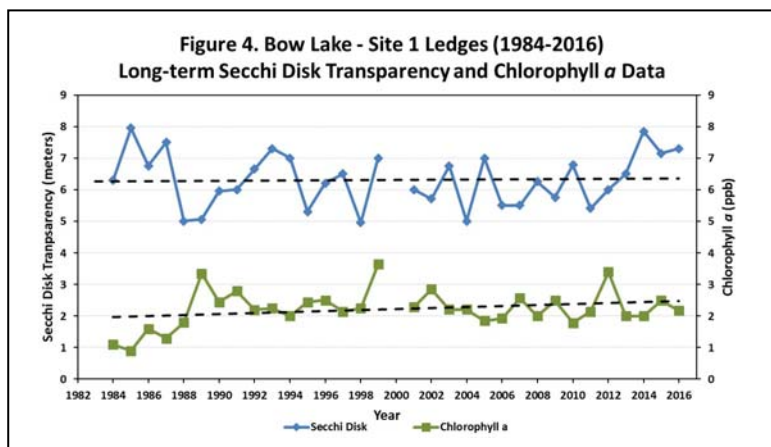 Figure 4. Bow Lake - Site 1 Ledges (1984-2016)
Long-term Secchi Disk Transparency and Chlorophyll a Data
Secchi Disk Tranpsarency (meters)
9
8
7
6
5
4
3
2
1
0
9
8
7
6
5
4
3
2
1
0
Chlorophyll a (ppb)
1982 1984 1986 1988 1990 1992 1994 1996 1998 2000 2002 2004 2006 2008 2010 2012 2014 2016
Year
Secchi Disk
Chlorophyll a